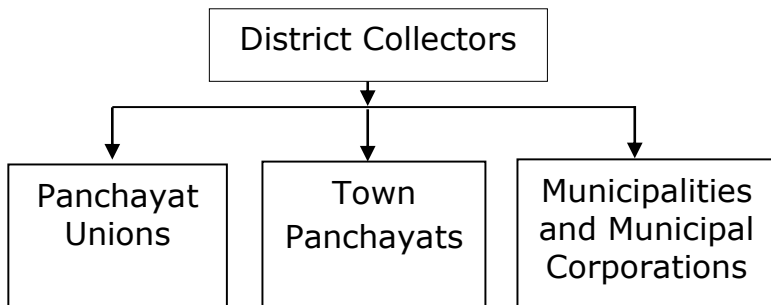 District Collectors
Panchayat
Unions
Town
Panchayats
Municipalities
and Municipal
Corporations